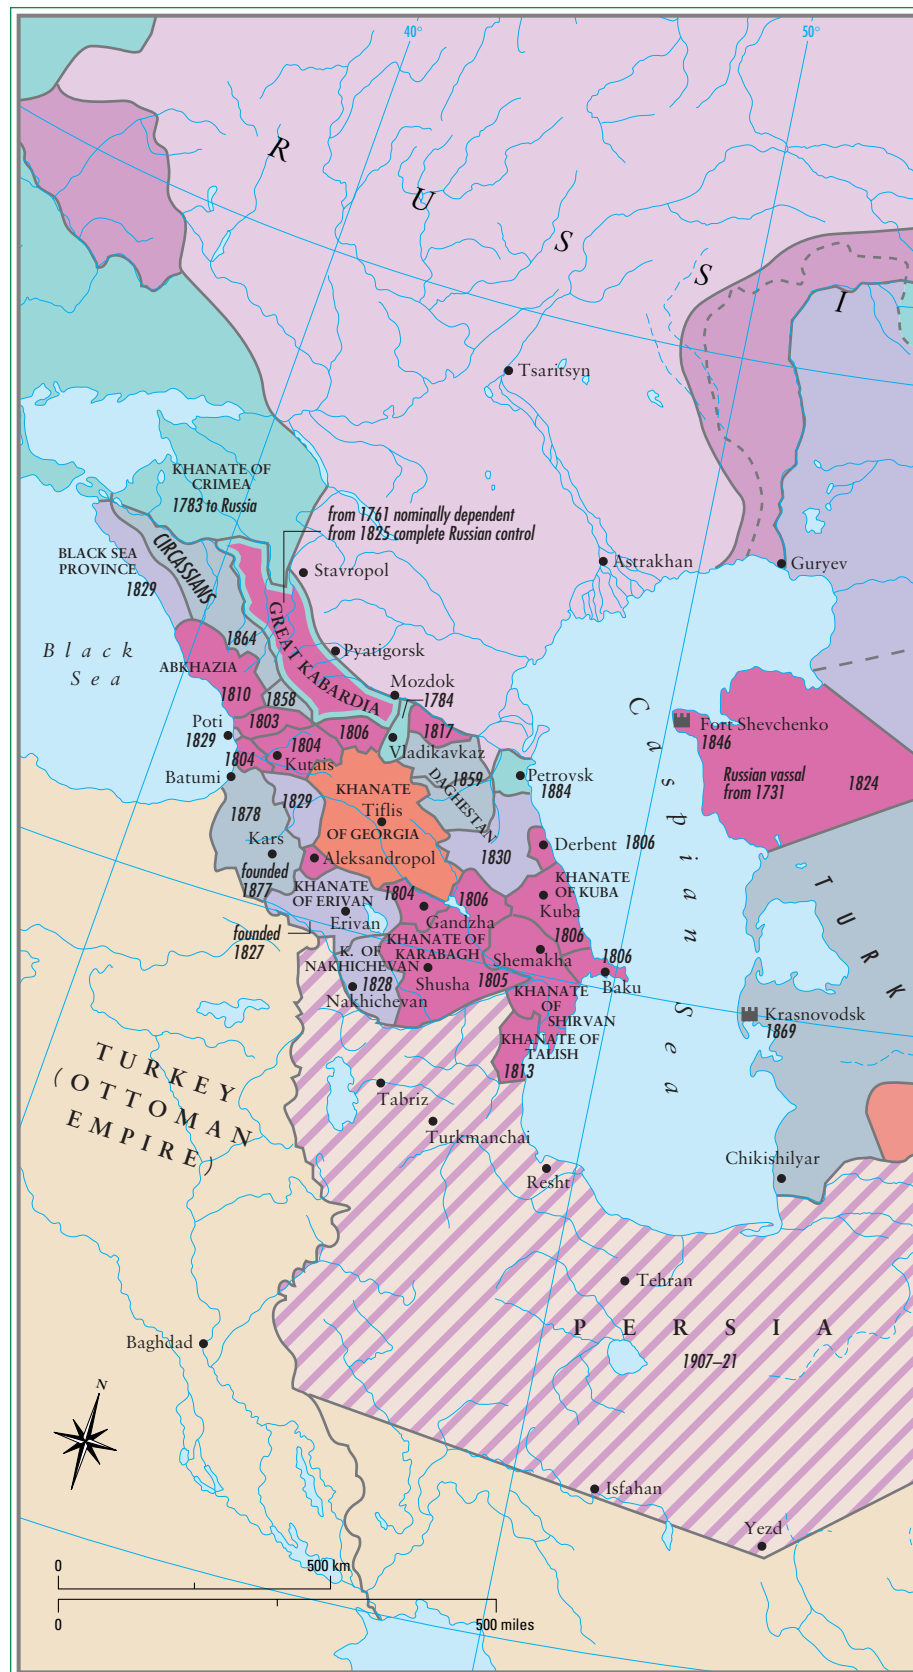 40°
50°
R U S S I
Tsaritsyn
KHANATE OF
CRIMEA
1783 to Russia
from 1761 nominally dependent
from 1825 complete Russian control
CIRCASSIANS
BLACK SEA
PROVINCE
1829
Stavropol
Astrakhan
Guryev
GREAT KABARDIA
1864
Black
Sea
Pyatigorsk
ABKHAZIA
1810
1858
Mozdok
1784
Caspian Sea
Poti
1829
1803
1806
1817
Fort Shevchenko
1846
1804
1804
Kutais
Vladikavkaz
Batumi
DAGHESTAN
1859
Petrovsk
1884
Russian vassal
from 1731
1824
1878
1829
KHANATE
Tiflis
OF GEORGIA
Kars
founded
1877
Aleksandropol
1830
Derbent 1806
KHANATE OF ERIVAN
Erivan
1804
Gandzha
1806
KHANATE
OF KUBA
Kuba
TURK
founded
1827
K. OF
NAKHICHEVAN
1828
Nakhichevan
KHANATE OF
KARABAGH
Shusha
1805
Shemakha
1806
1806
Baku
KHANATE
OF
SHIRVAN
KHANATE OF
TALISH
1813
Krasnovodsk
1869
TURKEY
(OTTOMAN
EMPIRE)
Tabriz
Turkmanchai
Resht
Chikishilyar
Tehran
PERSIA
1907–21
Baghdad
N
Isfahan
Yezd
0
500 km
0
500 miles